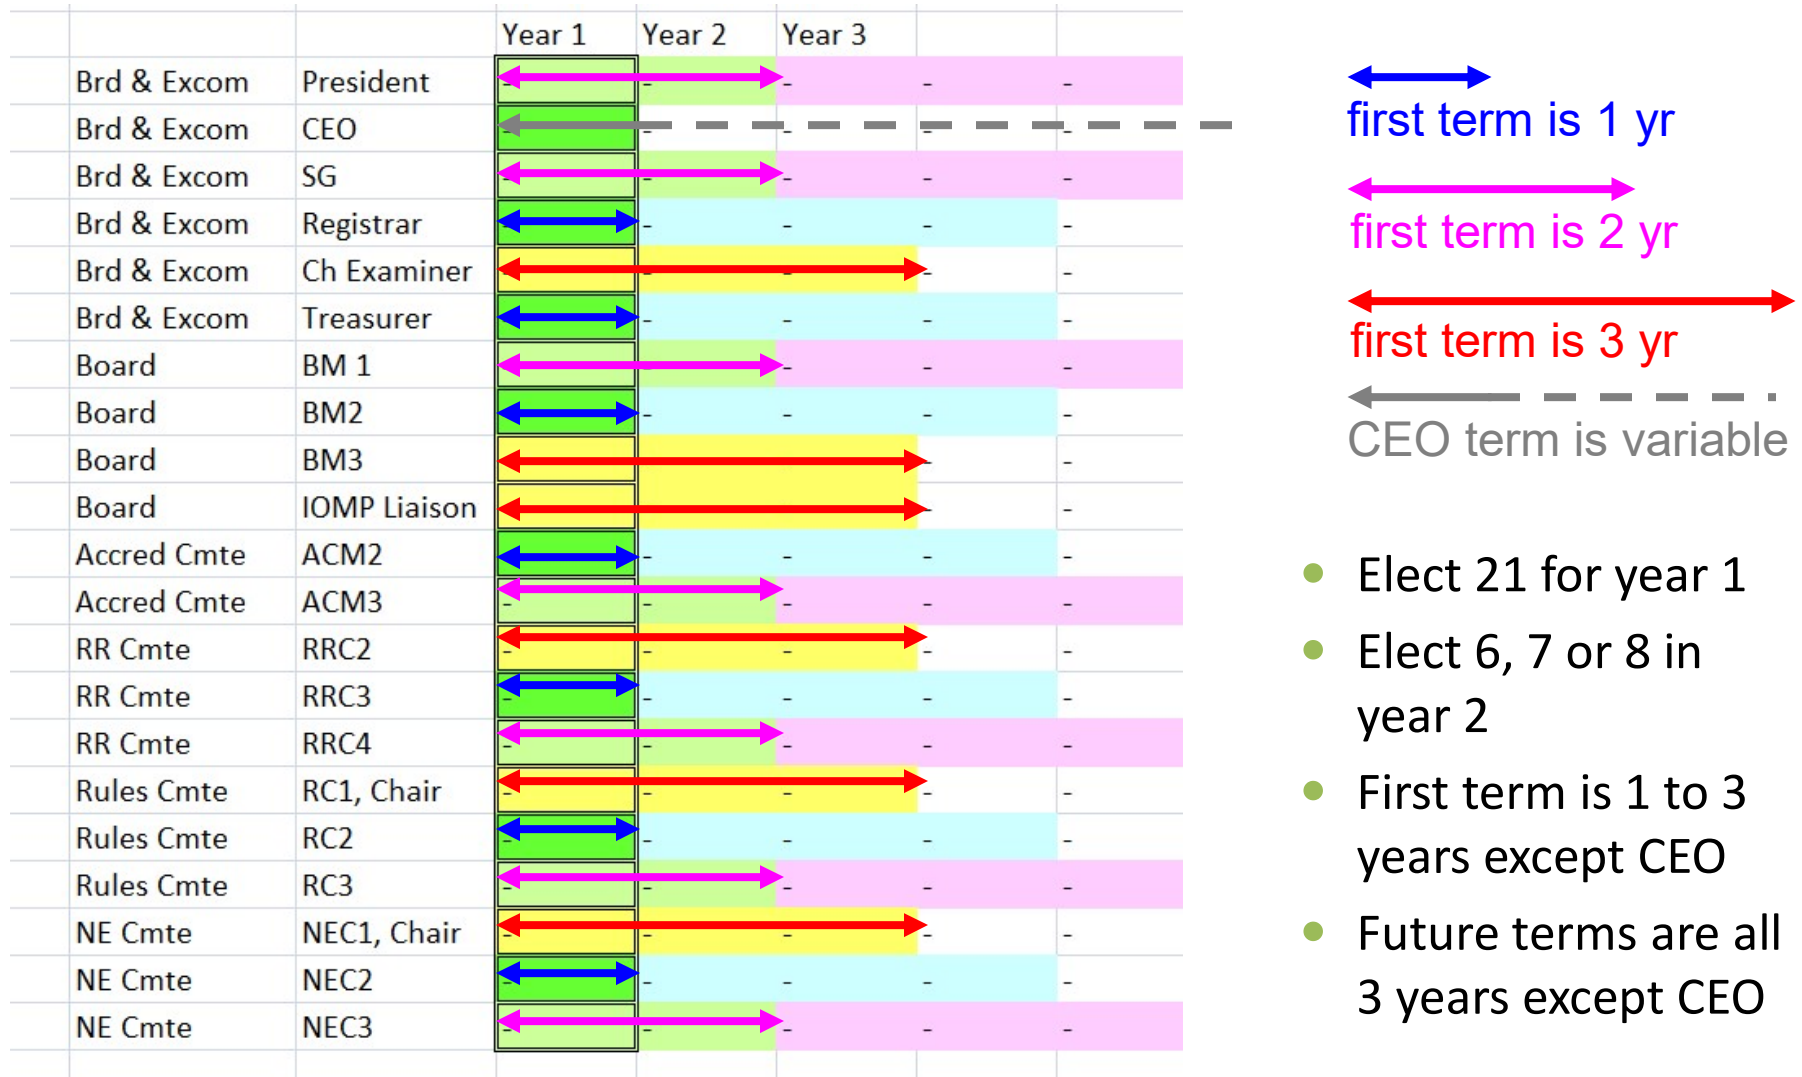 Year 1 Year 2 Year 3
Brd & Excom President - - - -
Brd & Excom CEO - - - - -
Brd & Excom SG - - - -
Brd & Excom Registrar - - - - -
Brd & Excom Ch Examiner - - - - -
Brd & Excom Treasurer - - - - -
Board BM 1 - - - -
Board BM2 - - - - -
Board BM3 - -
Board IOMP Liaison - -
Accred Cmte ACM2 - - - - -
Accred Cmte ACM3 - - - - -
RR Cmte RRC2 - - - - -
RR Cmte RRC3 - - - - -
RR Cmte RRC4 - - - - -
Rules Cmte RC1, Chair - - - - -
Rules Cmte RC2 - - - - -
Rules Cmte RC3 - - - - -
NE Cmte NEC1, Chair - - - - -
NE Cmte NEC2 - - - - -
NE Cmte NEC3 - - - - -
first term is 1 yr
first term is 2 yr
first term is 3 yr
CEO term is variable
• Elect 21 for year 1
• Elect 6, 7 or 8 in
year 2
• First term is 1 to 3
years except CEO
• Future terms are all
3 years except CEO